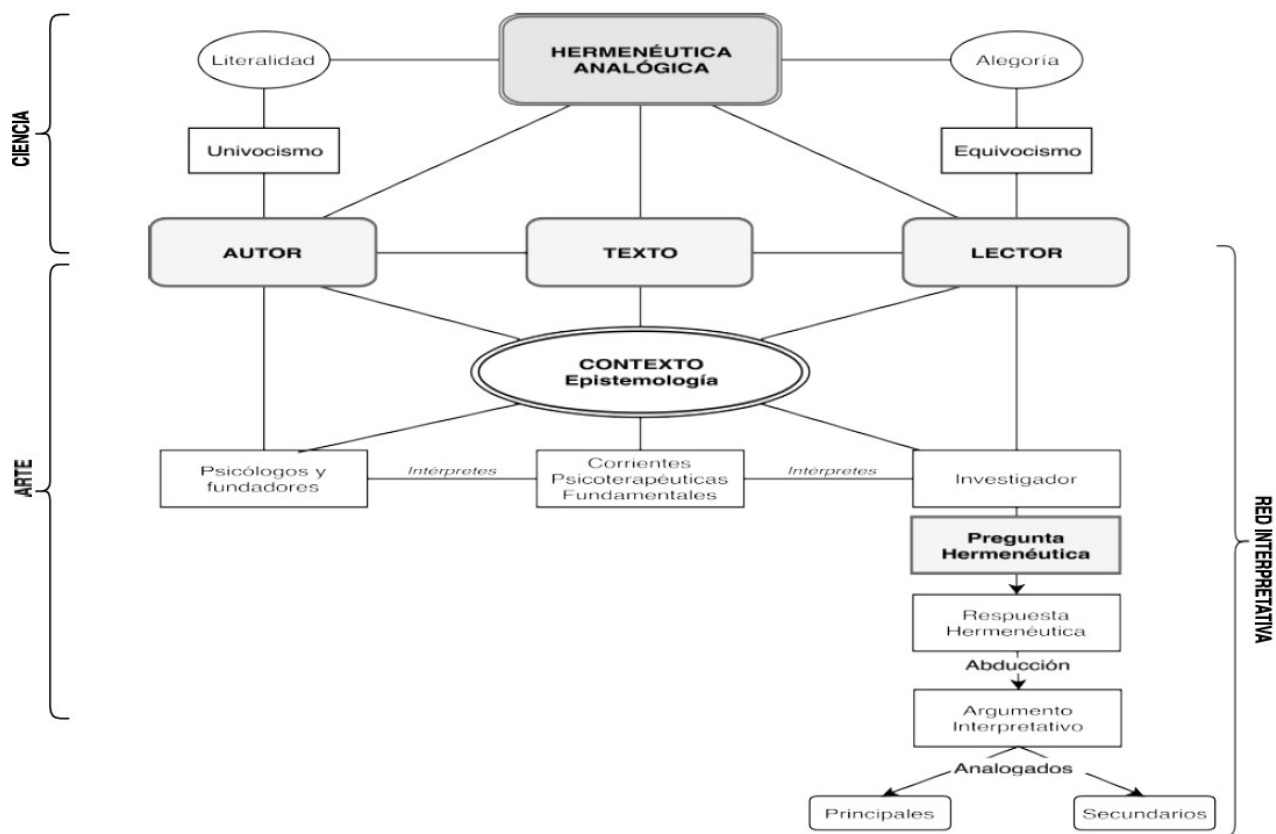 HERMENÉUTICA
ANALÓGICA
Literalidad
Alegoría
CIENCIA
Univocismo
Equivocismo
AUTOR
TEXTO
LECTOR
CONTEXTO
Epistemología
ARTE
Psicólogos y
fundadores
Intérpretes
Corrientes
Psicoterapéuticas
Fundamentales
Intérpretes
Investigador
RED INTERPRETATIVA
Pregunta
Hermenéutica
Respuesta
Hermenéutica
Abducción
Argumento
Interpretativo
Analogados
Principales
Secundarios